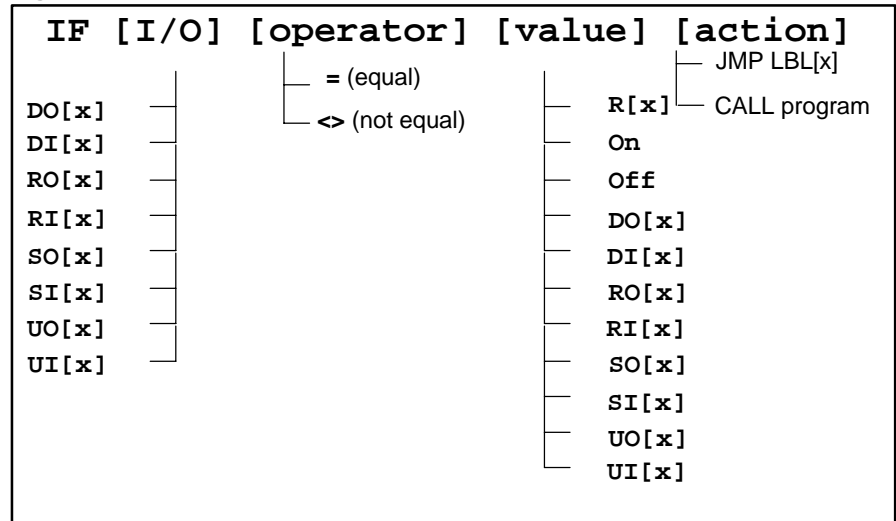 IF [I/O] [operator] [value] [action]
= (equal)
<> (not equal)
JMP LBL[x]
CALL program
DO[x]
DI[x]
RO[x]
RI[x]
SO[x]
SI[x]
UO[x]
UI[x]
R[x]
On
Off
DO[x]
DI[x]
RO[x]
RI[x]
SO[x]
SI[x]
UO[x]
UI[x]